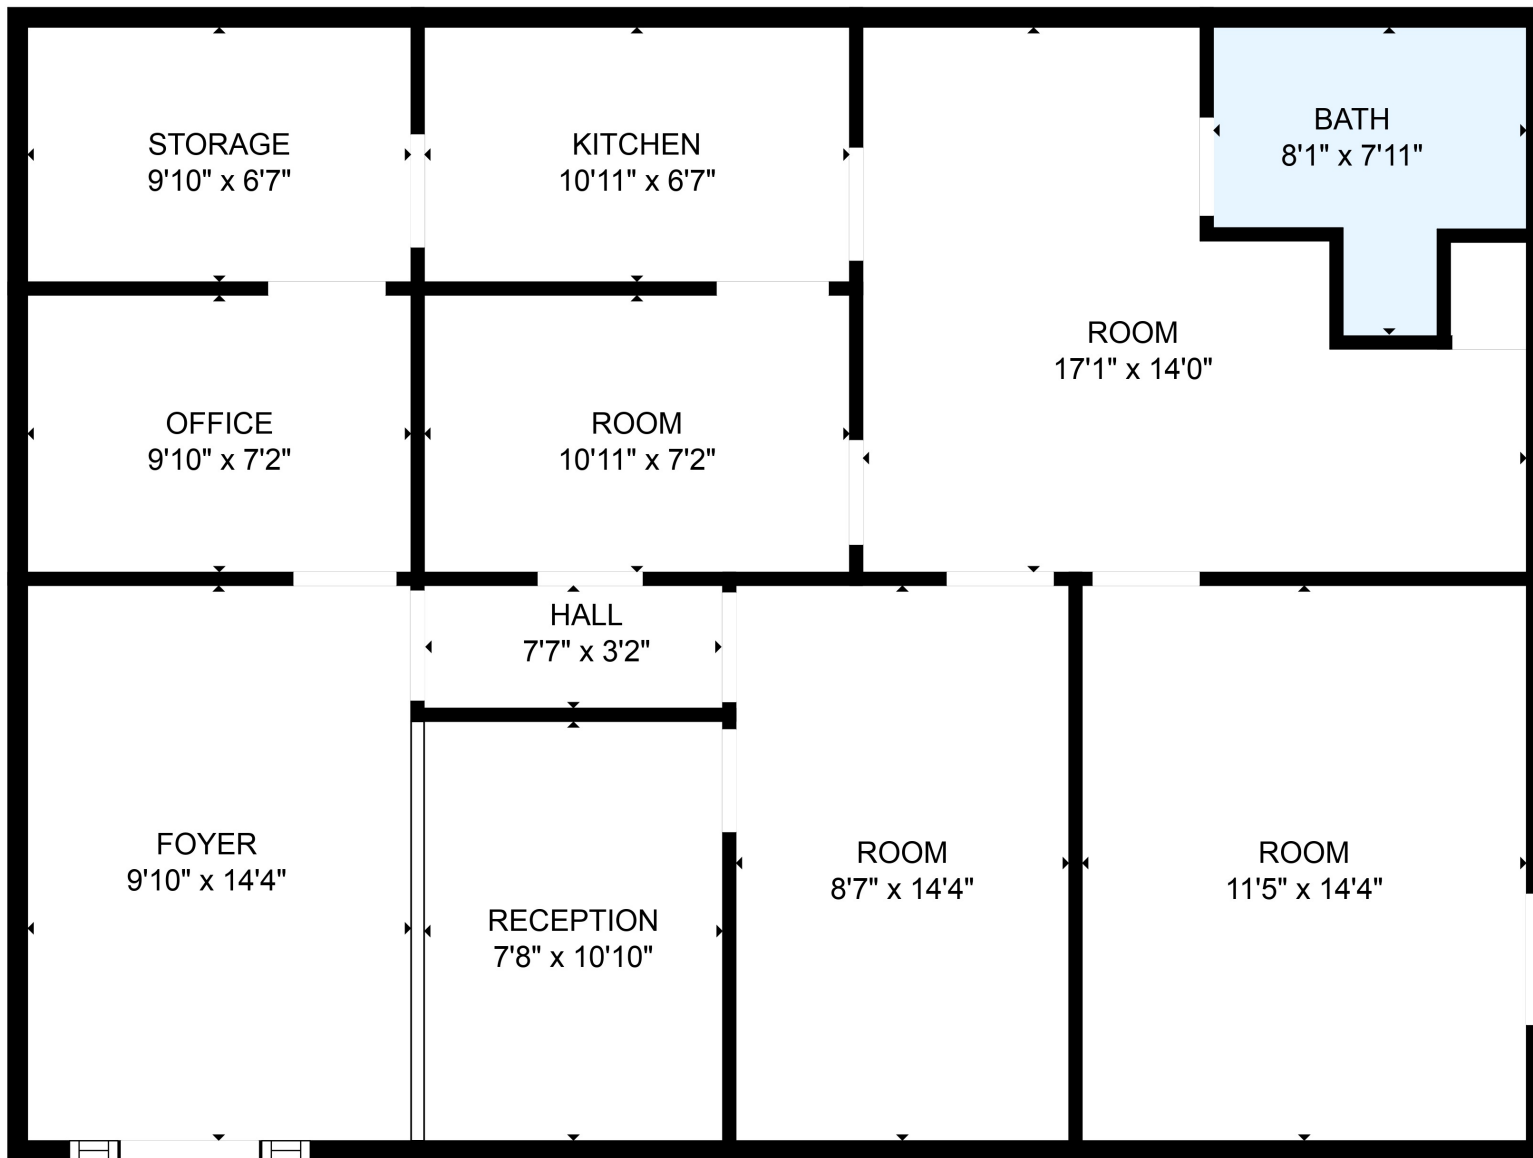 STORAGE
9'10" x 6'7"
KITCHEN
10'11" x 6'7"
BATH
8'1" x 7'11"
ROOM
17'1" x 14'0"
OFFICE
9'10" x 7'2"
ROOM
10'11" x 7'2"
HALL
7'7" x 3'2"
FOYER
9'10" x 14'4"
RECEPTION
7'8" x 10'10"
ROOM
8'7" x 14'4"
ROOM
11'5" x 14'4"